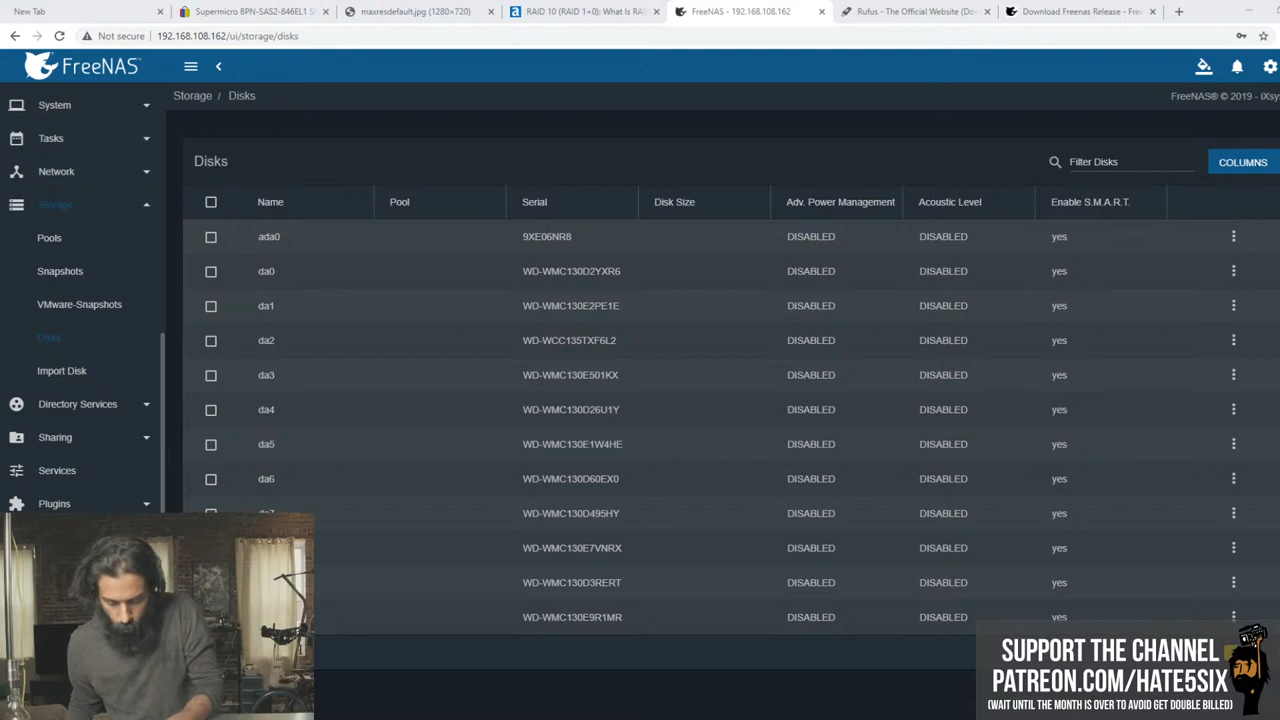 New Tab
Supermicro BPN-SAS2-846EL1
maxresdefault.jpg (1280×720)
RAID 10 (RAID 1+0): What Is RAID
FreeNAS - 192.168.108.162
Rufus - The Official Website (Do
Download Freenas Release - Free
Not secure | 192.168.108.162/ui/storage/disks
FreeNAS
Storage / Disks
FreeNAS® © 2019 - iXsy
System
Tasks
Network
Storage
Pools
Snapshots
VMware-Snapshots
Disks
Import Disk
Directory Services
Sharing
Services
Plugins
Disks
Filter Disks
COLUMNS
Name Pool Serial Disk Size Adv. Power Management Acoustic Level Enable S.M.A.R.T.
ada0 9XE06NR8 DISABLED DISABLED yes
da0 WD-WMC130D2YXR6 DISABLED DISABLED yes
da1 WD-WMC130E2PE1E DISABLED DISABLED yes
da2 WD-WCC135TXF6L2 DISABLED DISABLED yes
da3 WD-WMC130E501KX DISABLED DISABLED yes
da4 WD-WMC130D26U1Y DISABLED DISABLED yes
da5 WD-WMC130E1W4HE DISABLED DISABLED yes
da6 WD-WMC130D60EX0 DISABLED DISABLED yes
WD-WMC130D495HY DISABLED DISABLED yes
WD-WMC130E7VNRX DISABLED DISABLED yes
WD-WMC130D3RERT DISABLED DISABLED yes
WD-WMC130E9R1MR DISABLED DISABLED yes
SUPPORT THE CHANNEL
PATREON.COM/HATE5SIX
(WAIT UNTIL THE MONTH IS OVER TO AVOID GET DOUBLE BILLED)